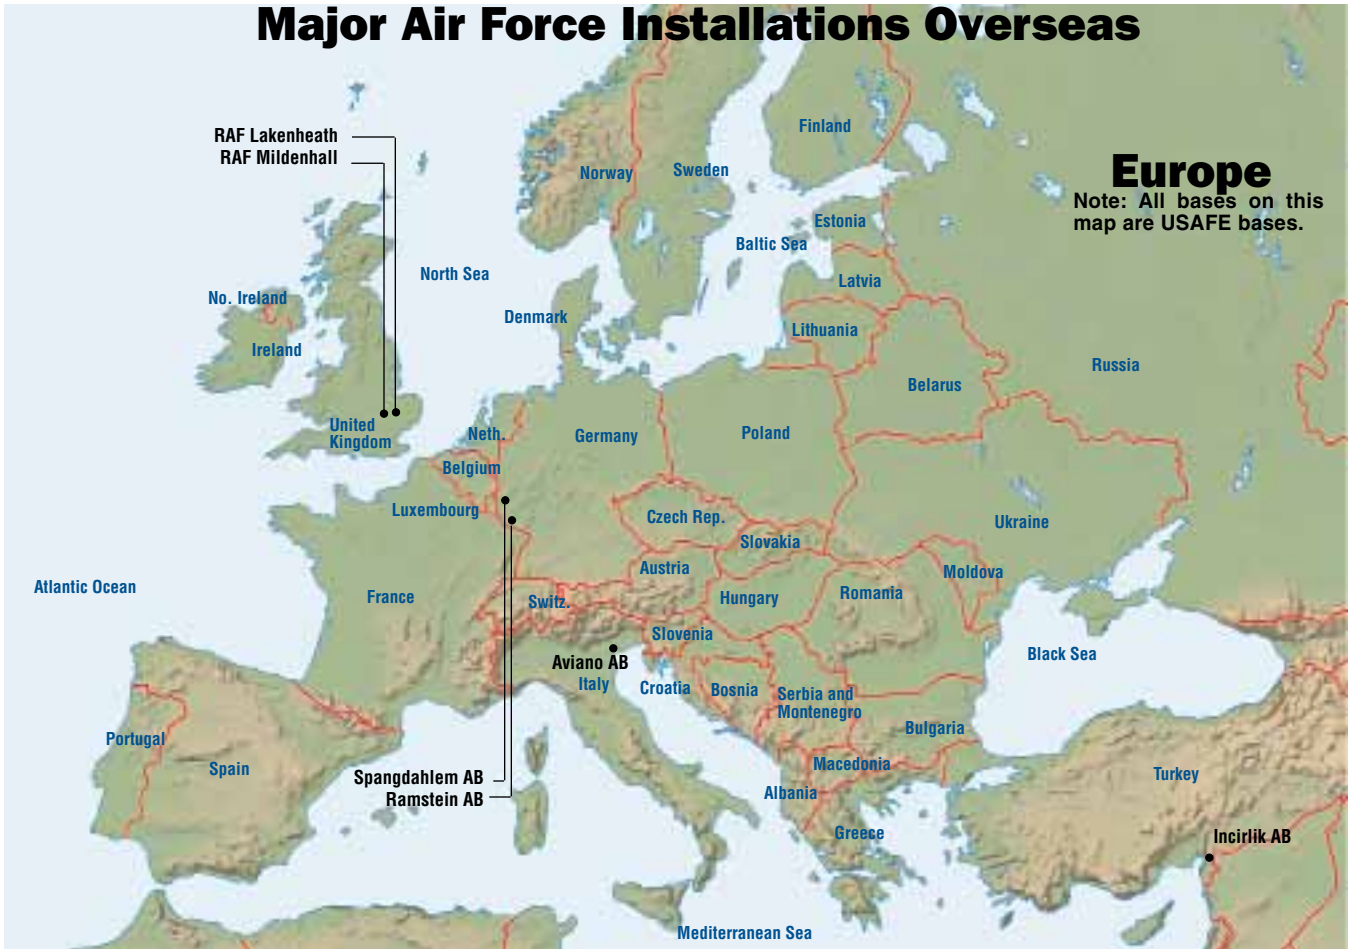 Major Air Force Installations Overseas
Europe
Note: All bases on this
map are USAFE bases.
RAF Lakenheath
RAF Mildenhall
Finland
Norway
Sweden
Estonia
Baltic Sea
North Sea
Latvia
No. Ireland
Denmark
Lithuania
Ireland
Russia
Belarus
United
Kingdom
Neth.
Germany
Poland
Belgium
Luxembourg
Czech Rep.
Ukraine
Slovakia
Austria
Moldova
Atlantic Ocean
France
Switz.
Hungary
Romania
Slovenia
Black Sea
Aviano AB
Italy
Croatia
Bosnia
Serbia and
Montenegro
Bulgaria
Portugal
Spain
Macedonia
Turkey
Spangdahlem AB
Ramstein AB
Albania
Greece
Incirlik AB
Mediterranean Sea